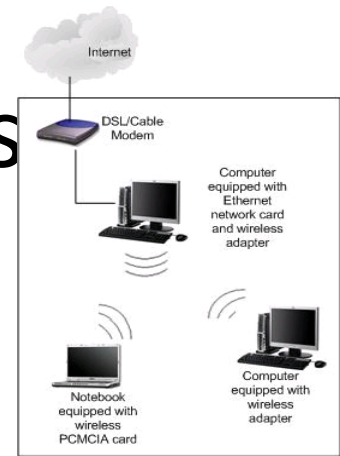 Internet
DSL/Cable
Modem
s
Computer
equipped with
Ethernet
network card
and wireless
adapter
Notebook
equipped with
wireless
PCMCIA card
Computer
equipped with
wireless
adapter